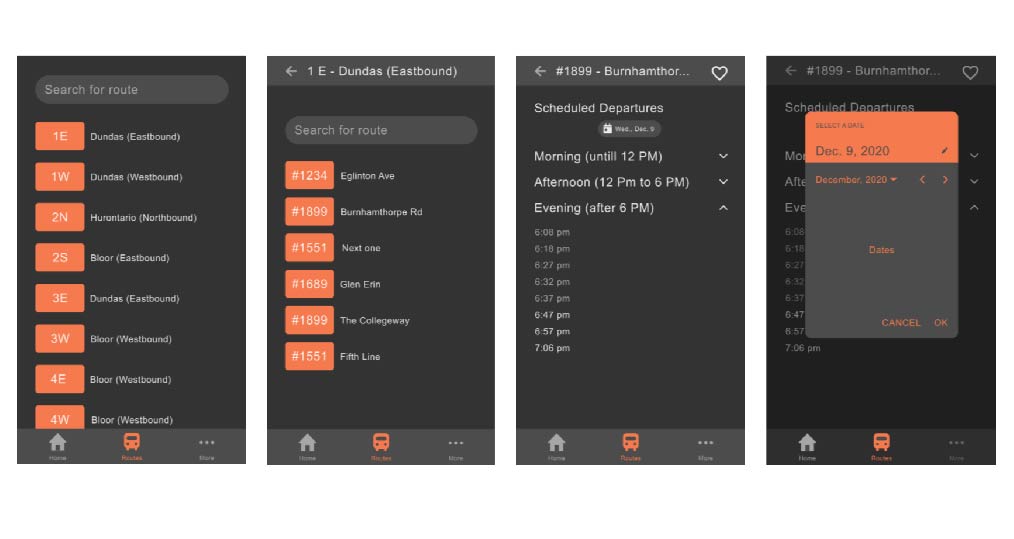 Search for route
1E Dundas (Eastbound)
1W Dundas (Westbound)
2N Hurontario (Northbound)
2S Bloor (Eastbound)
3E Dundas (Eastbound)
3W Bloor (Westbound)
4E Bloor (Westbound)
4W Bloor (Westbound)
Home Routes More
1 E - Dundas (Eastbound)
Search for route
#1234 Eglinton Ave
#1899 Burnhamthorpe Rd
#1551 Next one
#1689 Glen Erin
#1899 The Collegeway
#1551 Fifth Line
Home Routes More
#1899 - Burnhamthor...
Scheduled Departures
Wed., Dec. 9
Morning (untill 12 PM)
Afternoon (12 Pm to 6 PM)
Evening (after 6 PM)
6:08 pm
6:18 pm
6:27 pm
6:32 pm
6:37 pm
6:47 pm
6:57 pm
7:06 pm
Home Routes More
#1899 - Burnhamthor...
Scheduled Departures
SELECT A DATE
Dec. 9, 2020
Mor
December, 2020
Afte
Eve
6:08
6:18
Dates
6:27
6:32
6:37
6:47
CANCEL OK
6:57
7:06 pm
Home Routes More